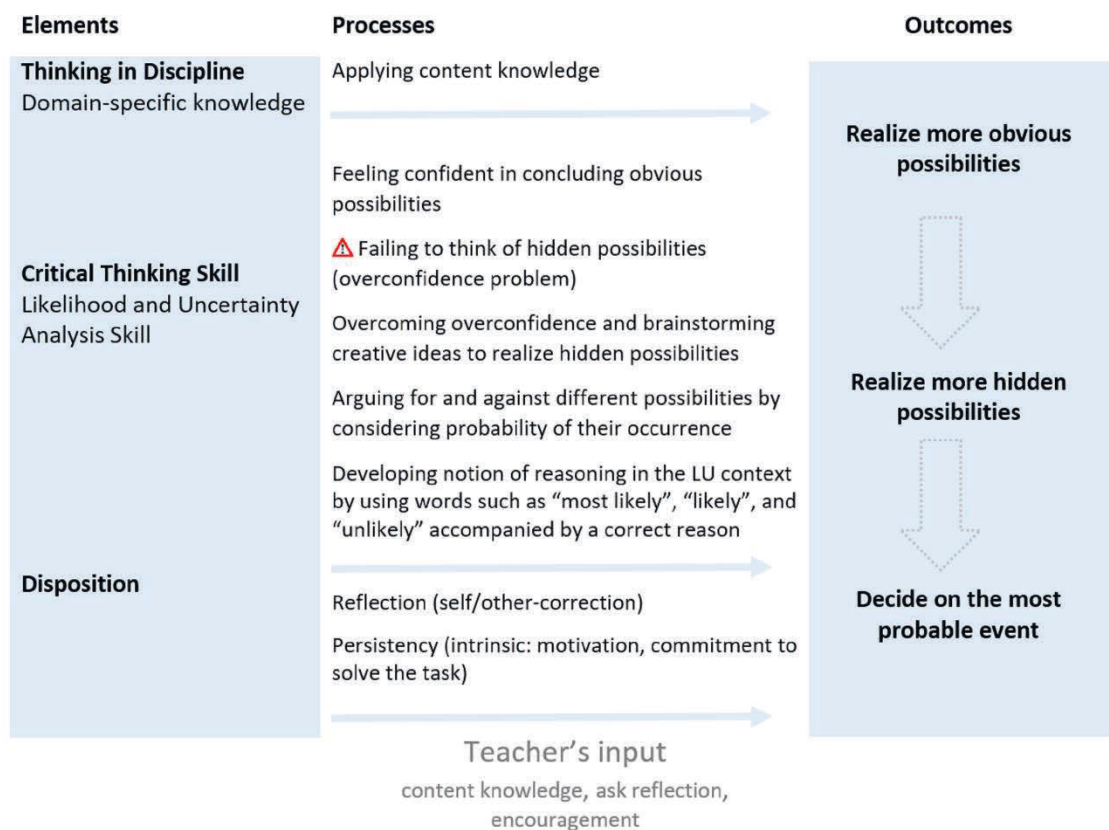 Elements
Processes
Outcomes
Thinking in Discipline
Domain-specific knowledge
Applying content knowledge
Realize more obvious
possibilities
Feeling confident in concluding obvious
possibilities
Critical Thinking Skill
Likelihood and Uncertainty
Analysis Skill
Failing to think of hidden possibilities
(overconfidence problem)
Overcoming overconfidence and brainstorming
creative ideas to realize hidden possibilities
Realize more hidden
possibilities
Arguing for and against different possibilities by
considering probability of their occurrence
Developing notion of reasoning in the LU context
by using words such as “most likely”, “likely”, and
“unlikely” accompanied by a correct reason
Disposition
Reflection (self/other-correction)
Persistency (intrinsic: motivation, commitment to
solve the task)
Decide on the most
probable event
Teacher’s input
content knowledge, ask reflection,
encouragement